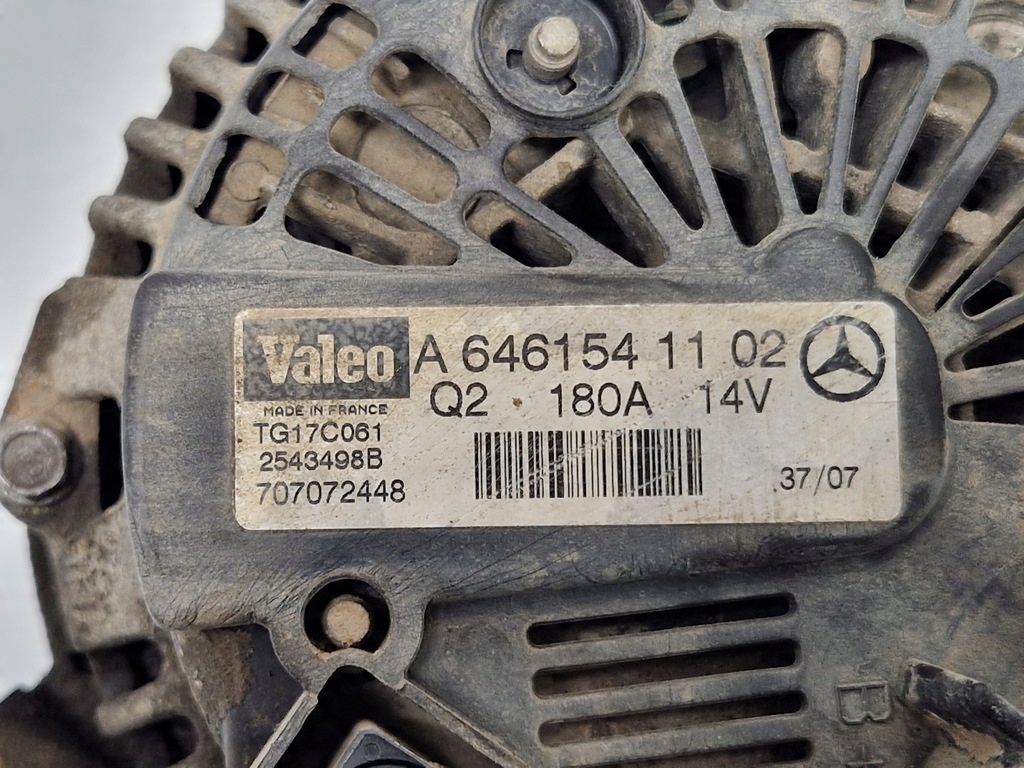 Valeo A 646154 11 02
Q2 180A 14V
MADE IN FRANCE
TG17C061
2543498B
707072448
37/07
B+